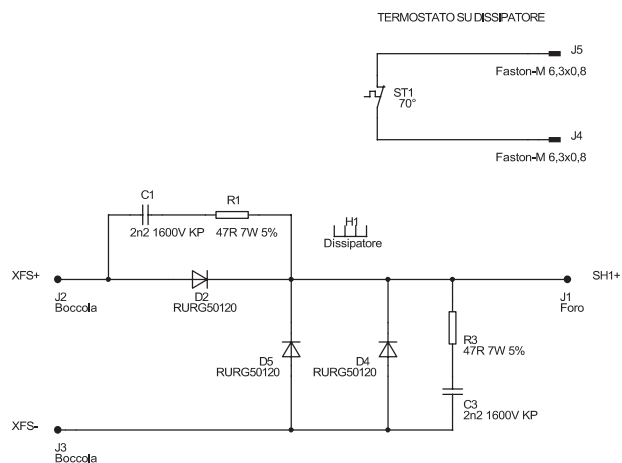 TERMOSTATO SU DISSIPATORE
J5
Faston-M 6,3x0,8
ST1
70°
J4
Faston-M 6,3x0,8
C1
2n2 1600V KP
R1
47R 7W 5%
H1
Dissipatore
XFS+
J2
Boccola
D2
RURG50120
SH1+
J1
Foro
D5
RURG50120
D4
RURG50120
R3
47R 7W 5%
C3
2n2 1600V KP
XFS-
J3
Boccola